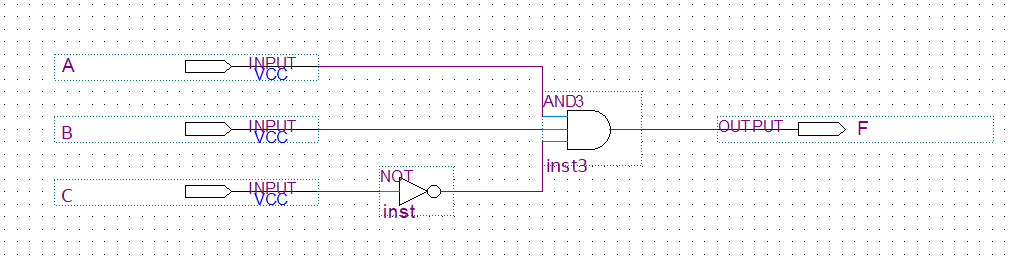 A INPUT
VCC
AND3
B INPUT
VCC
OUTPUT F
inst3
NOT
C INPUT
VCC
inst